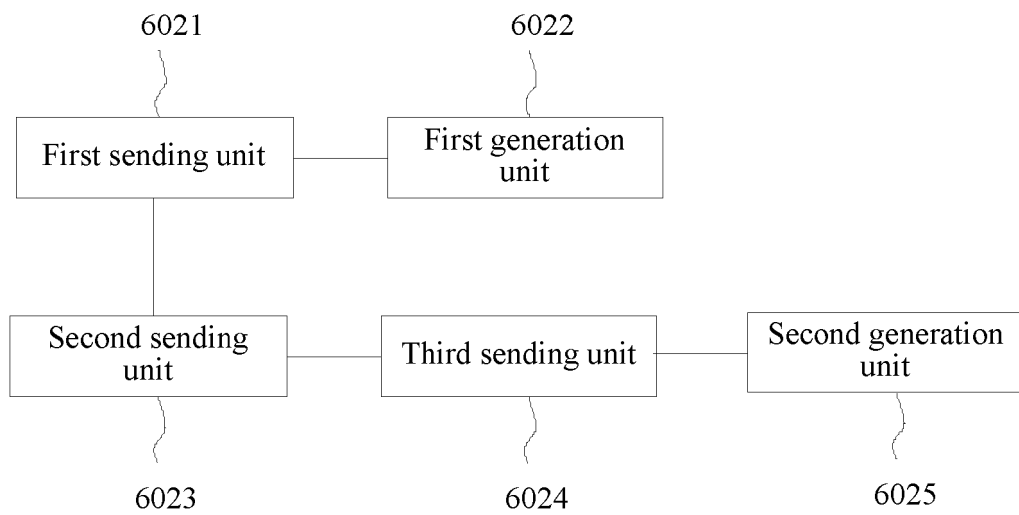 6021
6022
First sending unit
First generation
unit
Second sending
unit
Third sending unit
Second generation
unit
6023
6024
6025